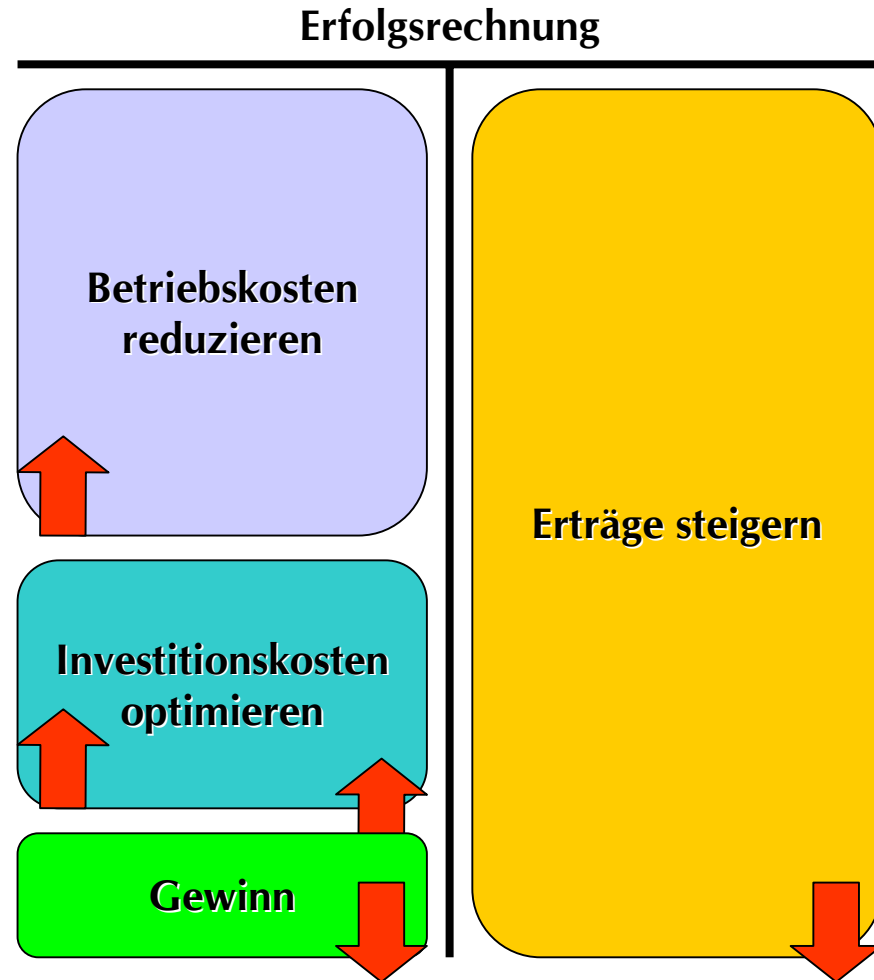 Erfolgsrechnung
Betriebskosten
reduzieren
Investitionskosten
optimieren
Gewinn
Erträge steigern